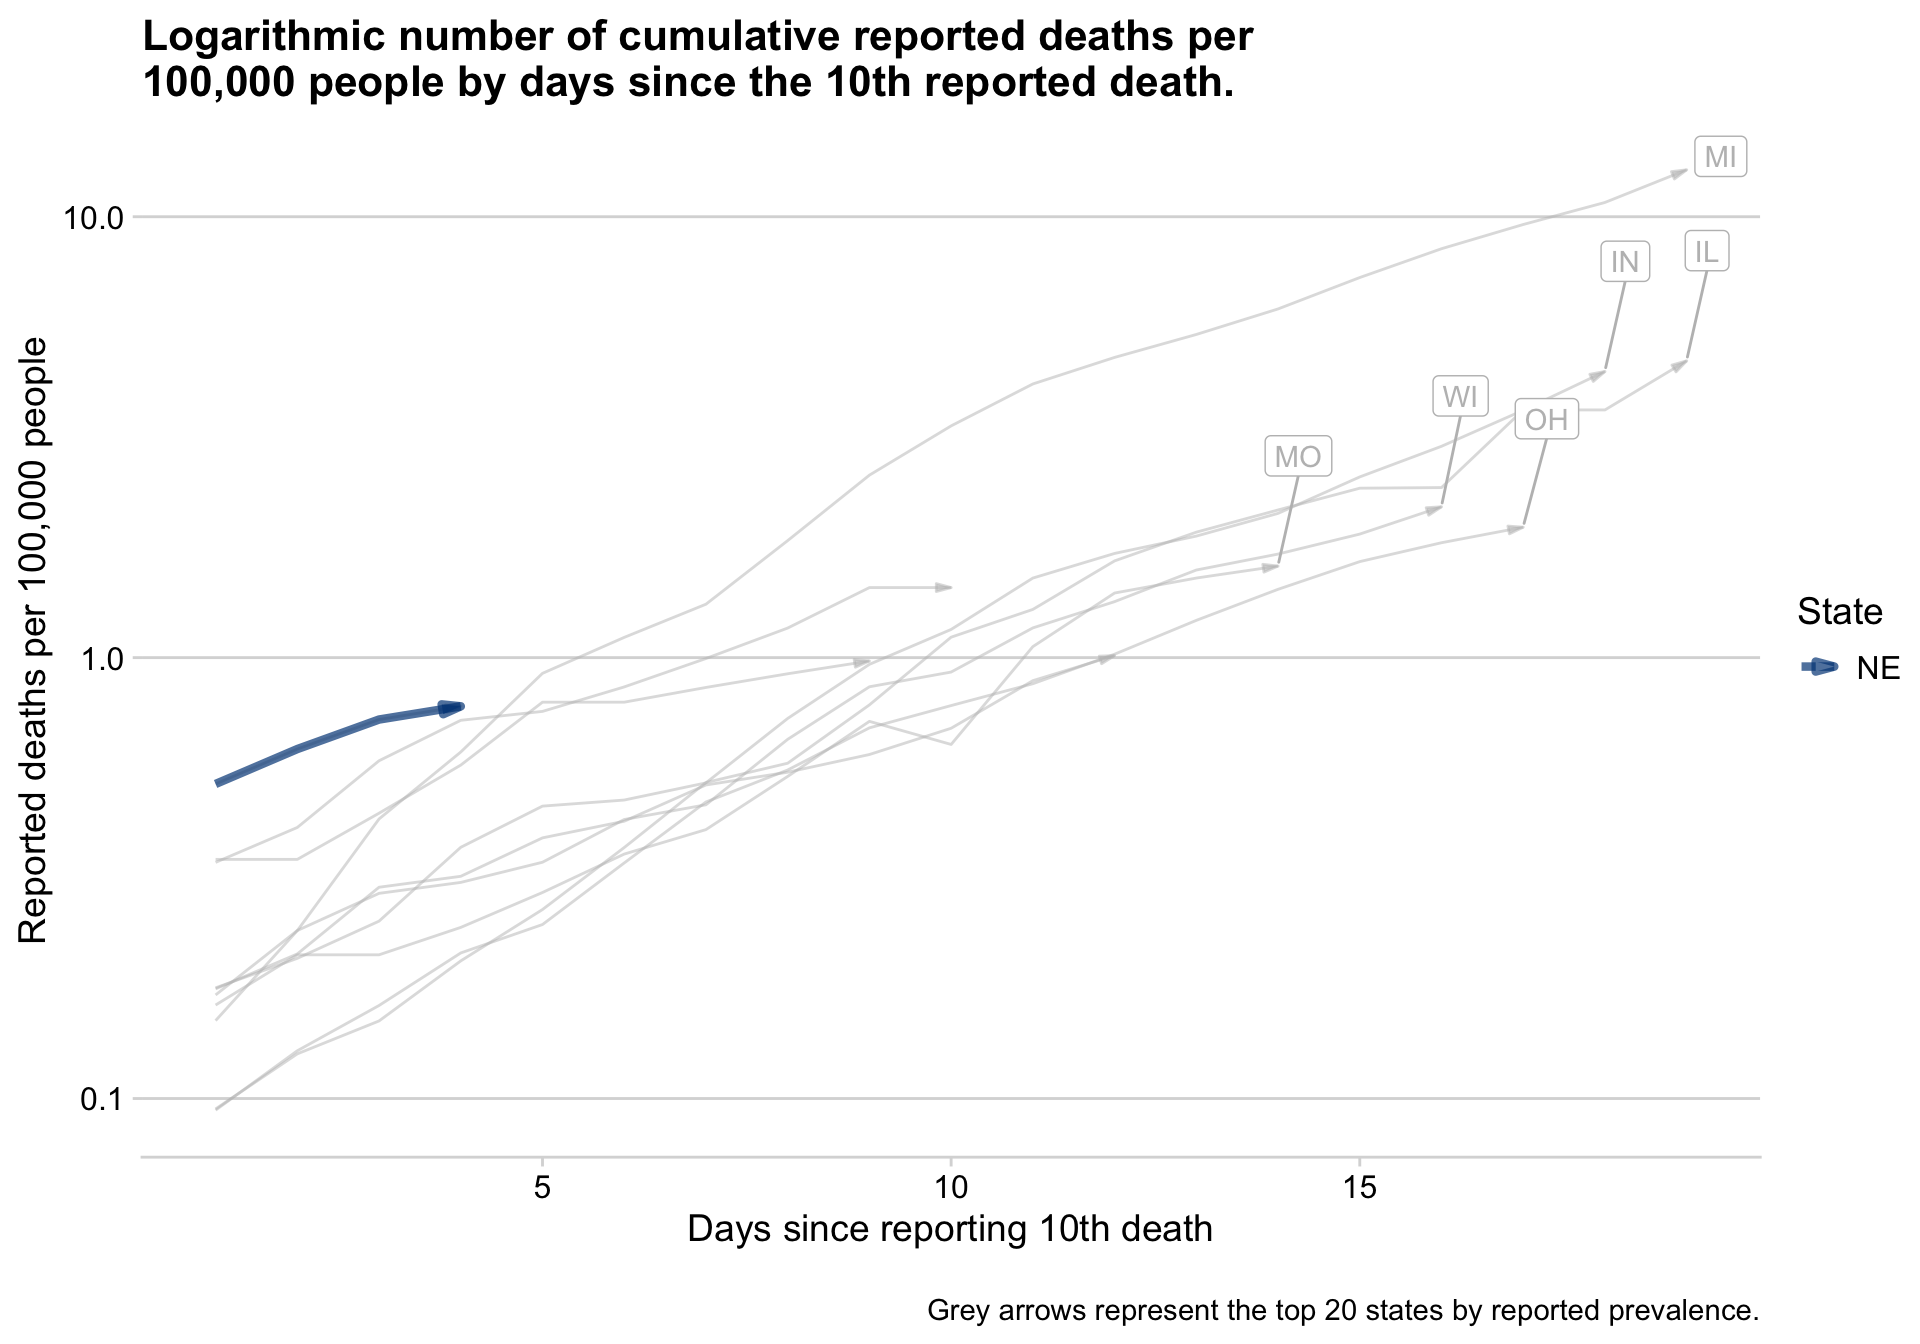 Logarithmic number of cumulative reported deaths per
100,000 people by days since the 10th reported death.
Reported deaths per 100,000 people
10.0
1.0
0.1
MI
IN
IL
WI
OH
MO
State
NE
5
10
15
Days since reporting 10th death
Grey arrows represent the top 20 states by reported prevalence.